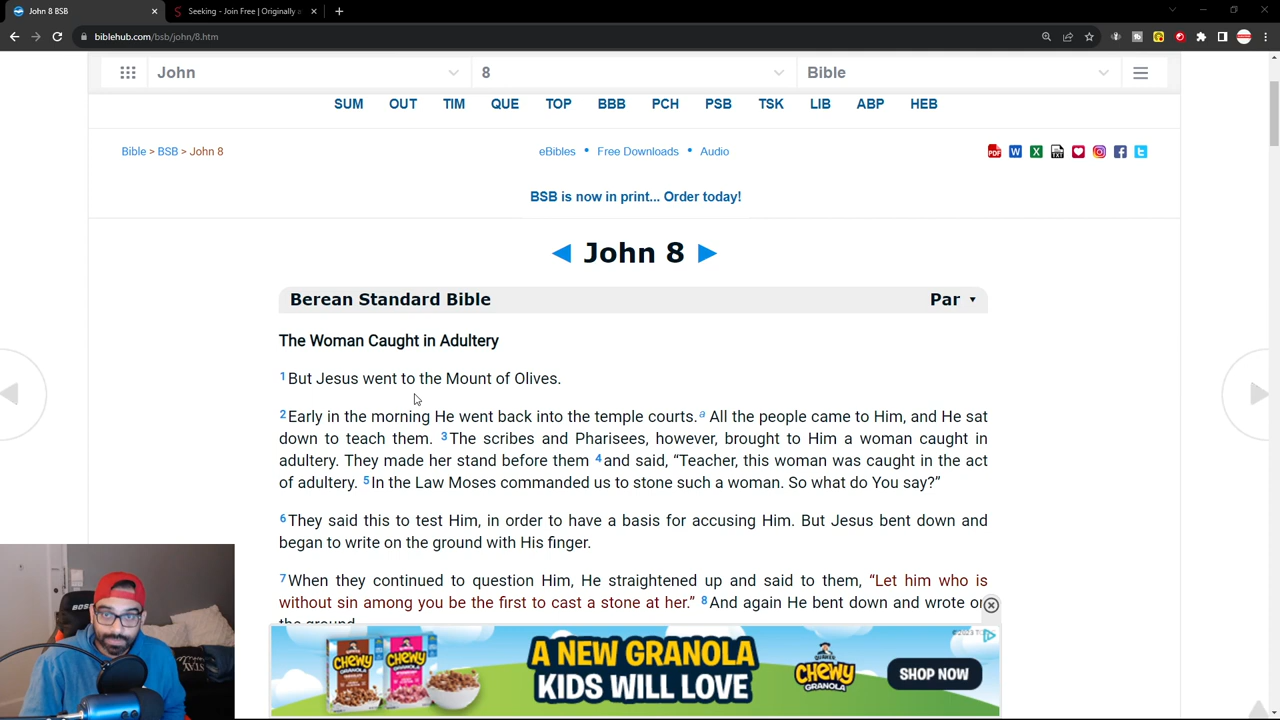 John 8 BSB
Seeking - Join Free | Originally
biblehub.com/bsb/john/8.htm
John 8 Bible
SUM OUT TIM QUE TOP BBB PCH PSB TSK LIB ABP HEB
Bible > BSB > John 8 eBibles • Free Downloads • Audio
BSB is now in print... Order today!
◄ John 8 ►
Berean Standard Bible Par ▼
The Woman Caught in Adultery
1 But Jesus went to the Mount of Olives.
2 Early in the morning He went back into the temple courts. a All the people came to Him, and He sat
down to teach them. 3 The scribes and Pharisees, however, brought to Him a woman caught in
adultery. They made her stand before them 4 and said, “Teacher, this woman was caught in the act
of adultery. 5 In the Law Moses commanded us to stone such a woman. So what do You say?”
6 They said this to test Him, in order to have a basis for accusing Him. But Jesus bent down and
began to write on the ground with His finger.
7 When they continued to question Him, He straightened up and said to them, “Let him who is
without sin among you be the first to cast a stone at her.” 8 And again He bent down and wrote on
the ground.
BOSS
QUAKER
CHEWY
GRANOLA
QUAKER
CHEWY
GRANOLA
A NEW GRANOLA
KIDS WILL LOVE
QUAKER
CHEWY
GRANOLA
SHOP NOW